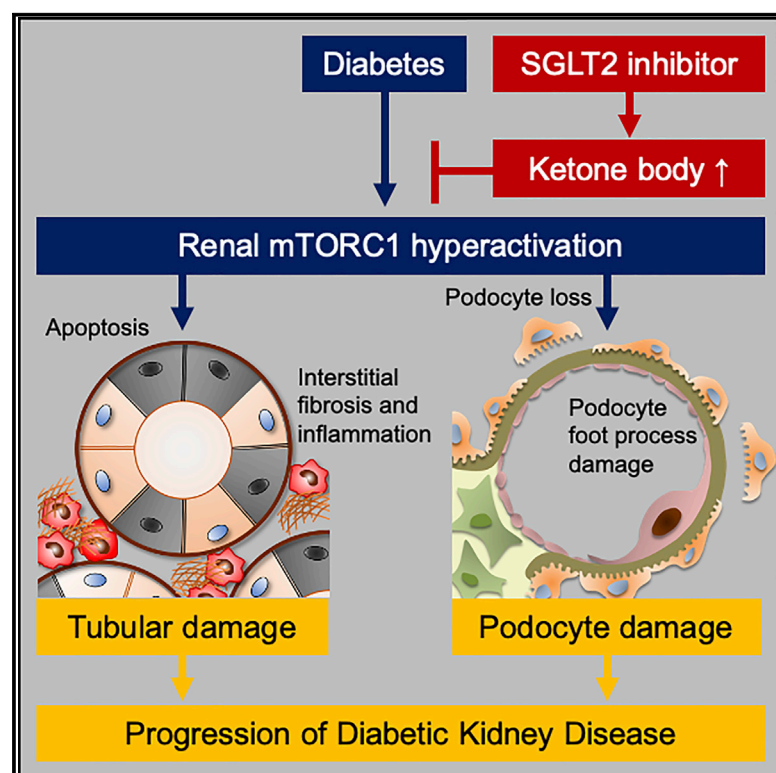 Diabetes
SGLT2 inhibitor
Ketone body ↑
Renal mTORC1 hyperactivation
Apoptosis
Interstitial
fibrosis and
inflammation
Podocyte loss
Podocyte
foot process
damage
Tubular damage
Podocyte damage
Progression of Diabetic Kidney Disease